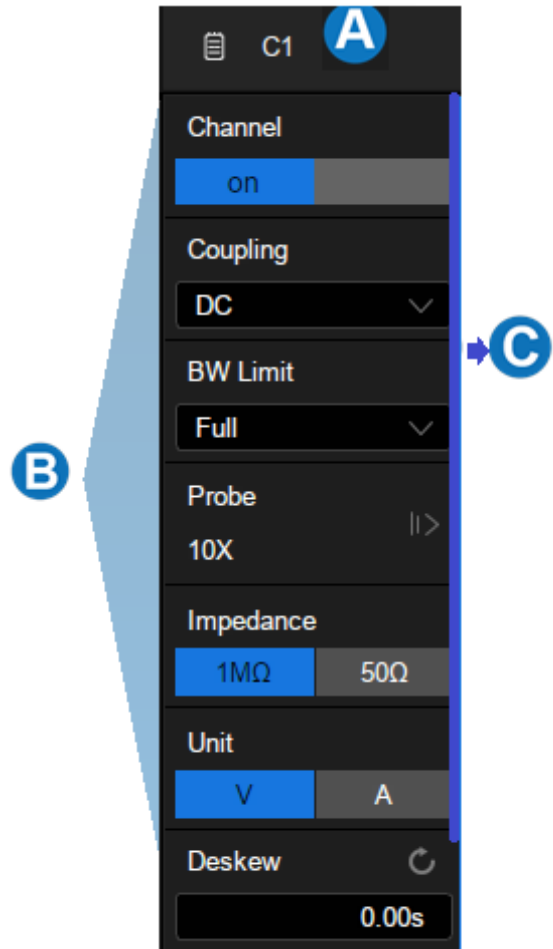 C1 A
Channel
on
Coupling
DC
C
BW Limit
Full
B
Probe
10X
Impedance
1MΩ 50Ω
Unit
V A
Deskew
0.00s